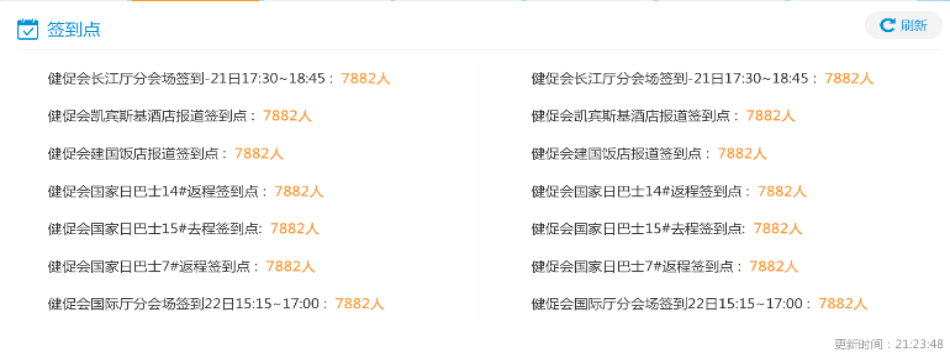 签到点
刷新
健促会长江厅分会场签到-21日17:30~18:45：7882人
健促会凯宾斯基酒店报道签到点：7882人
健促会建国饭店报道签到点：7882人
健促会国家日巴士14#返程签到点：7882人
健促会国家日巴士15#去程签到点: 7882人
健促会国家日巴士7#返程签到点：7882人
健促会国际厅分会场签到22日15:15~17:00：7882人
健促会长江厅分会场签到-21日17:30~18:45：7882人
健促会凯宾斯基酒店报道签到点：7882人
健促会建国饭店报道签到点：7882人
健促会国家日巴士14#返程签到点：7882人
健促会国家日巴士15#去程签到点: 7882人
健促会国家日巴士7#返程签到点：7882人
健促会国际厅分会场签到22日15:15~17:00：7882人
更新时间：21:23:48